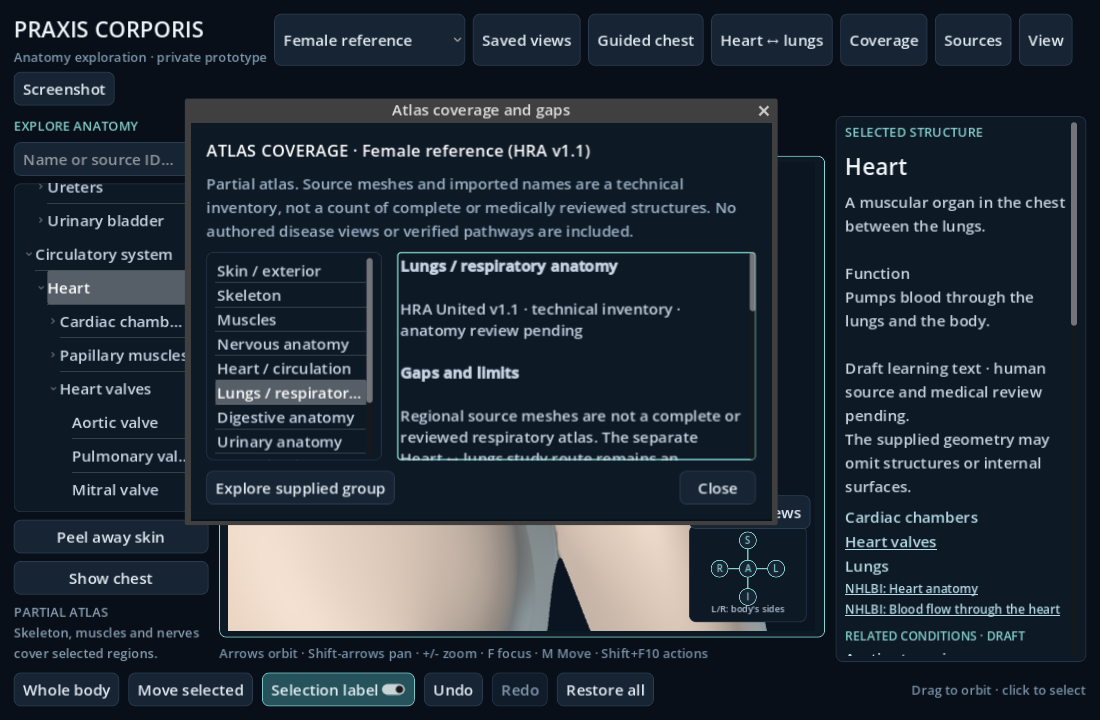 PRAXIS CORPORIS
Anatomy exploration · private prototype
Female reference
Saved views
Guided chest
Heart ↔ lungs
Coverage
Sources
View
Screenshot
EXPLORE ANATOMY
Name or source ID...
Ureters
Urinary bladder
Circulatory system
Heart
Cardiac chamb...
Papillary muscles
Heart valves
Aortic valve
Pulmonary val...
Mitral valve
Peel away skin
Show chest
PARTIAL ATLAS
Skeleton, muscles and nerves
cover selected regions.
Atlas coverage and gaps
ATLAS COVERAGE · Female reference (HRA v1.1)
Partial atlas. Source meshes and imported names are a technical
inventory, not a count of complete or medically reviewed structures. No
authored disease views or verified pathways are included.
Skin / exterior
Skeleton
Muscles
Nervous anatomy
Heart / circulation
Lungs / respirator...
Digestive anatomy
Urinary anatomy
Lungs / respiratory anatomy
HRA United v1.1 · technical inventory ·
anatomy review pending
Gaps and limits
Regional source meshes are not a complete or
reviewed respiratory atlas. The separate
Heart ↔ lungs study route remains an
Explore supplied group
Close
S
R
A
L
I
L/R: body's sides
Arrows orbit · Shift-arrows pan · +/- zoom · F focus · M Move · Shift+F10 actions
SELECTED STRUCTURE
Heart
A muscular organ in the chest
between the lungs.
Function
Pumps blood through the
lungs and the body.
Draft learning text · human
source and medical review
pending.
The supplied geometry may
omit structures or internal
surfaces.
Cardiac chambers
Heart valves
Lungs
NHLBI: Heart anatomy
NHLBI: Blood flow through the heart
RELATED CONDITIONS · DRAFT
Whole body
Move selected
Selection label
Undo
Redo
Restore all
Drag to orbit · click to select